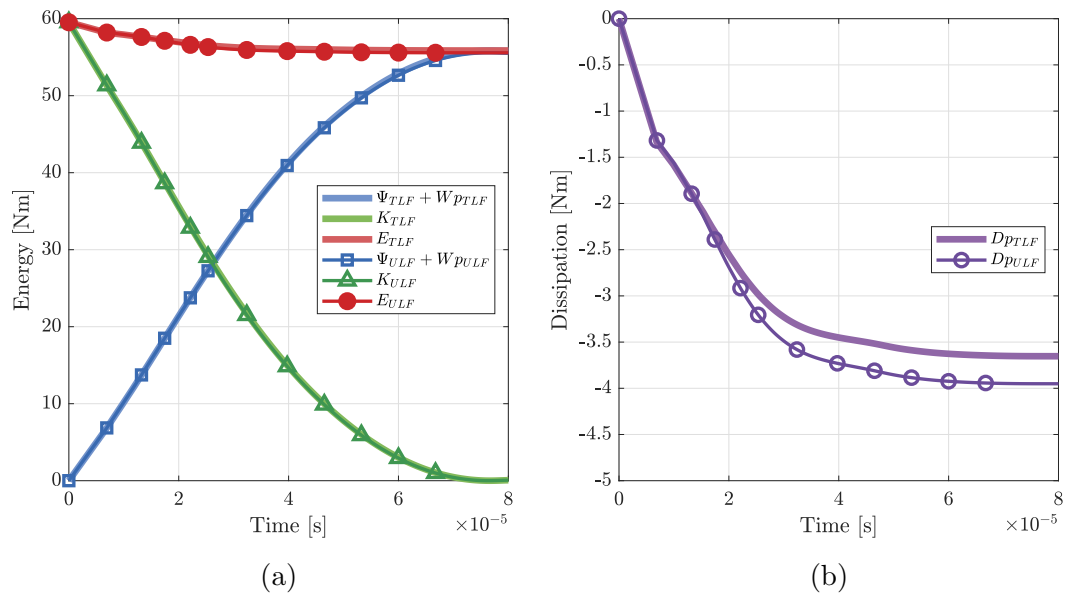 60
50
40
30
20
10
0
Energy [Nm]
0 2 4 6 8
Time [s]
×10⁻⁵
Ψ_TLF + Wp_TLF
K_TLF
E_TLF
Ψ_ULF + Wp_ULF
K_ULF
E_ULF
(a)
0
-0.5
-1
-1.5
-2
-2.5
-3
-3.5
-4
-4.5
-5
Dissipation [Nm]
0 2 4 6 8
Time [s]
×10⁻⁵
Dp_TLF
Dp_ULF
(b)